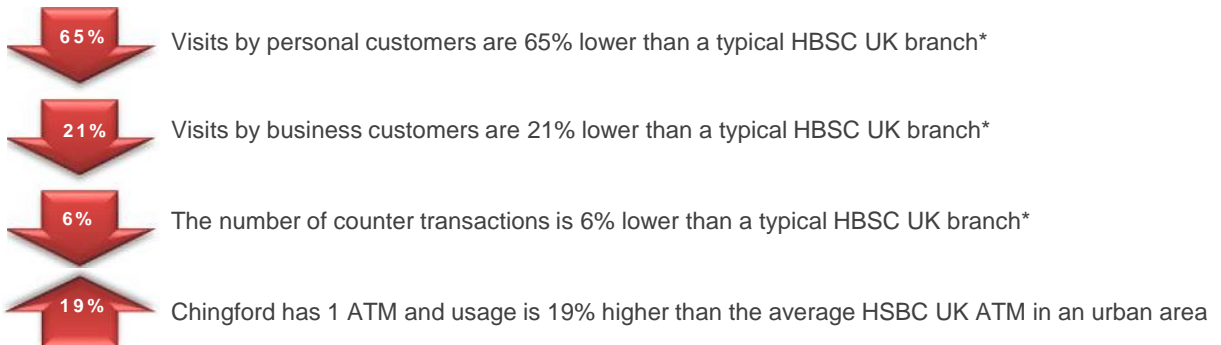 65% Visits by personal customers are 65% lower than a typical HBSC UK branch*
21% Visits by business customers are 21% lower than a typical HBSC UK branch*
6% The number of counter transactions is 6% lower than a typical HBSC UK branch*
19% Chingford has 1 ATM and usage is 19% higher than the average HSBC UK ATM in an urban area